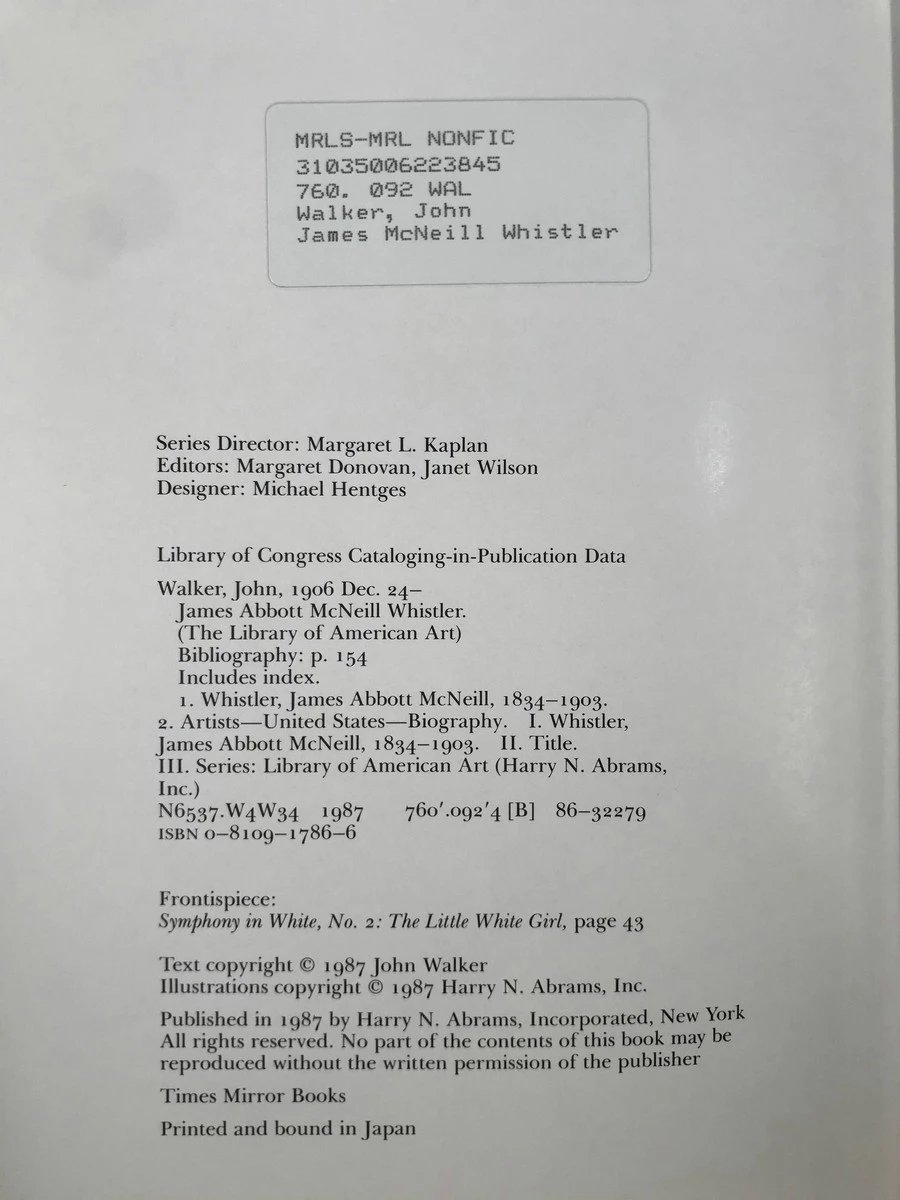 MRLS-MRL NONFIC
31035006223845
760. 092 WAL
Walker, John
James McNeill Whistler
Series Director: Margaret L. Kaplan
Editors: Margaret Donovan, Janet Wilson
Designer: Michael Hentges
Library of Congress Cataloging-in-Publication Data
Walker, John, 1906 Dec. 24–
James Abbott McNeill Whistler.
(The Library of American Art)
Bibliography: p. 154
Includes index.
1. Whistler, James Abbott McNeill, 1834–1903.
2. Artists—United States—Biography. I. Whistler,
James Abbott McNeill, 1834–1903. II. Title.
III. Series: Library of American Art (Harry N. Abrams,
Inc.)
N6537.W4W34 1987 760'.092'4 [B] 86–32279
ISBN 0–8109–1786–6
Frontispiece:
Symphony in White, No. 2: The Little White Girl, page 43
Text copyright © 1987 John Walker
Illustrations copyright © 1987 Harry N. Abrams, Inc.
Published in 1987 by Harry N. Abrams, Incorporated, New York
All rights reserved. No part of the contents of this book may be
reproduced without the written permission of the publisher
Times Mirror Books
Printed and bound in Japan